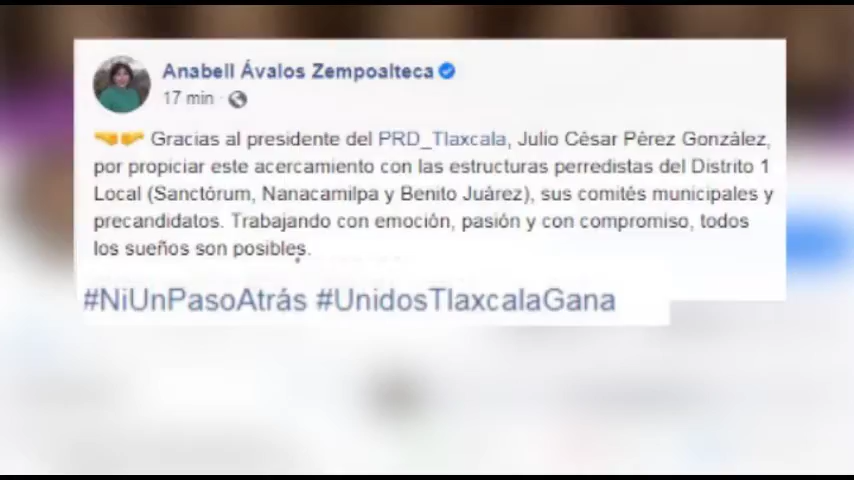 Anabell Ávalos Zempoalteca
17 min ·
🤜🤛 Gracias al presidente del PRD_Tlaxcala, Julio César Pérez González,
por propiciar este acercamiento con las estructuras perredistas del Distrito 1
Local (Sanctórum, Nanacamilpa y Benito Juárez), sus comités municipales y
precandidatos. Trabajando con emoción, pasión y con compromiso, todos
los sueños son posibles.
#NiUnPasoAtrás #UnidosTlaxcalaGana